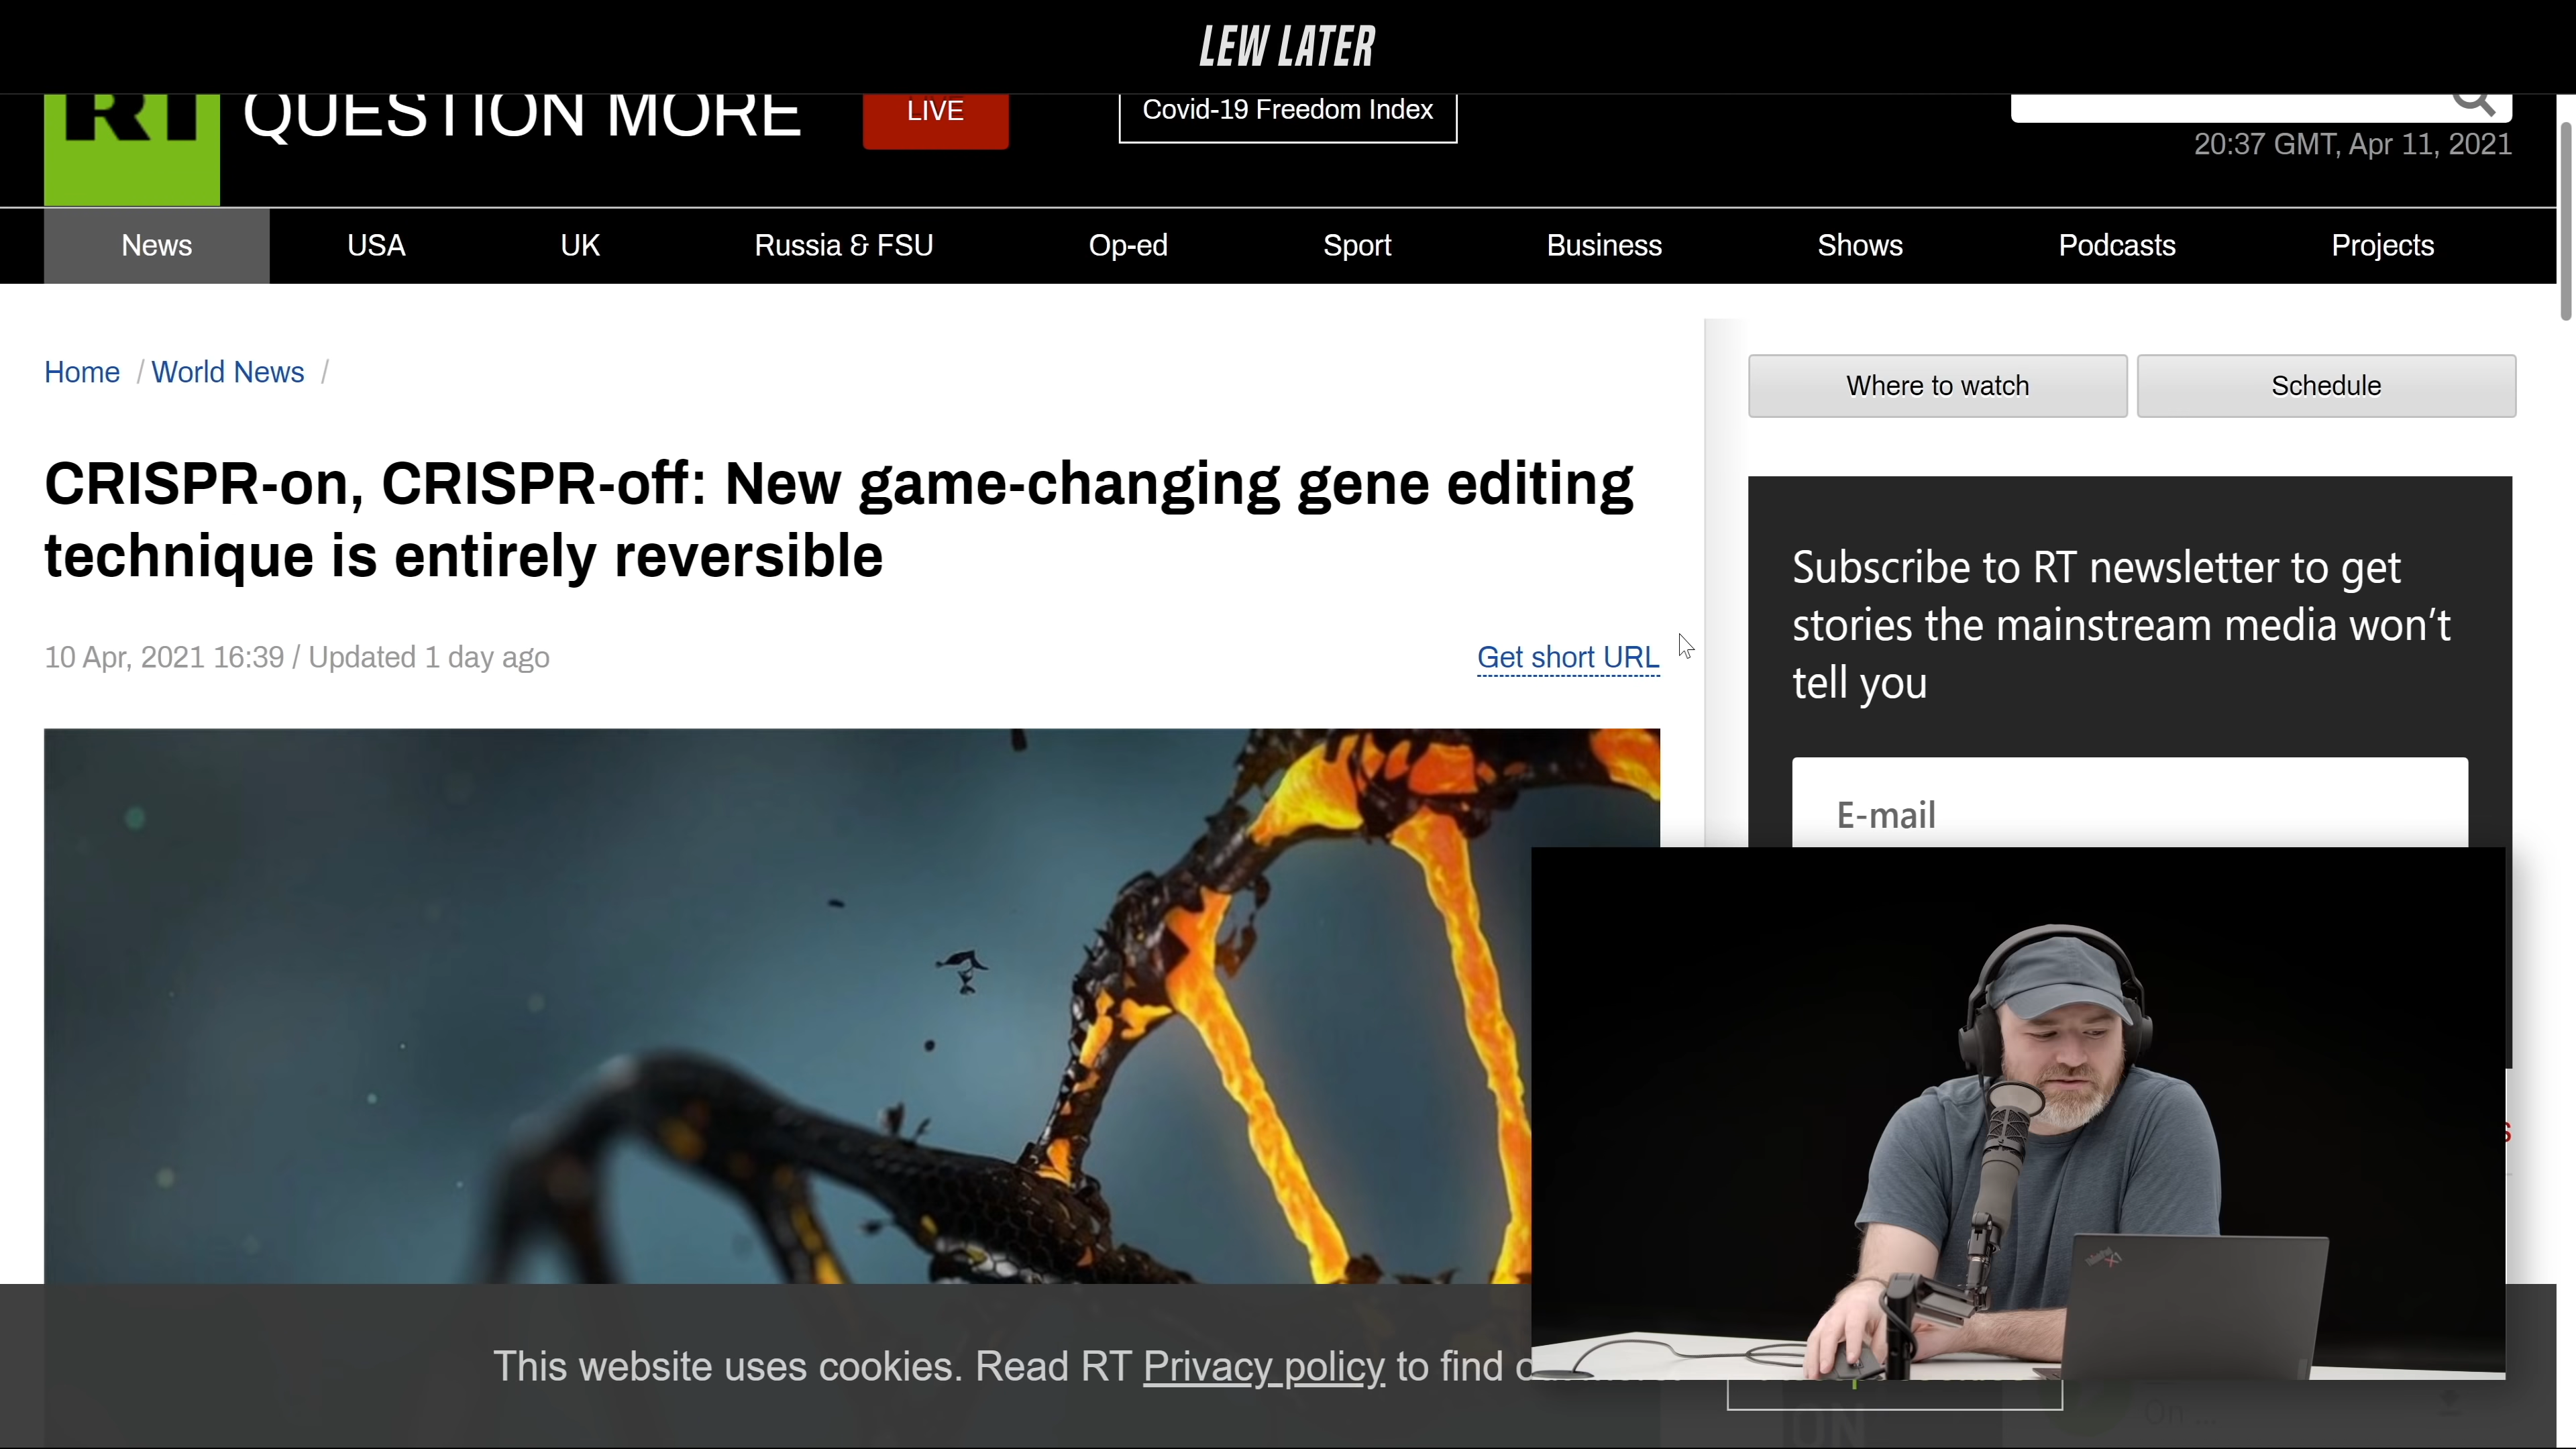 LEW LATER
RT QUESTION MORE
LIVE
Covid-19 Freedom Index
20:37 GMT, Apr 11, 2021
News USA UK Russia & FSU Op-ed Sport Business Shows Podcasts Projects
Home / World News /
Where to watch
Schedule
CRISPR-on, CRISPR-off: New game-changing gene editing
technique is entirely reversible
10 Apr, 2021 16:39 / Updated 1 day ago
Get short URL
Subscribe to RT newsletter to get
stories the mainstream media won't
tell you
E-mail
This website uses cookies. Read RT Privacy policy to find
ON
On ...